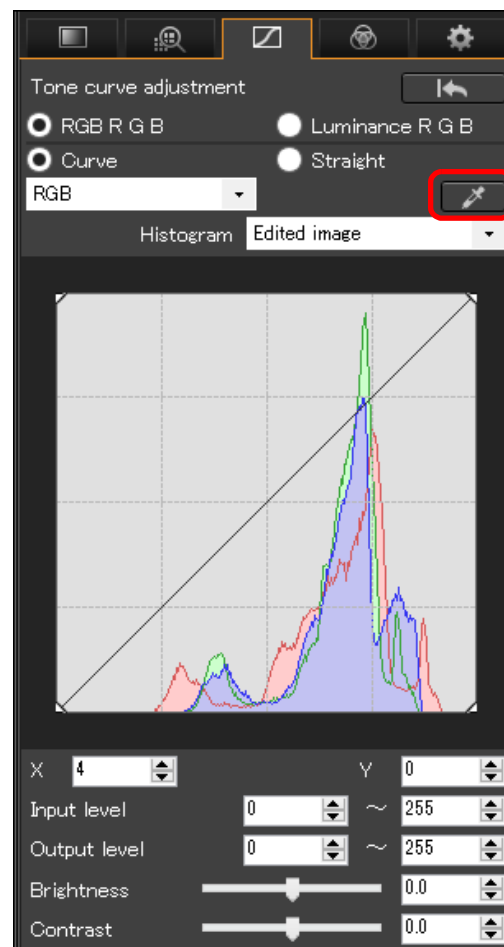 Tone curve adjustment
RGB R G B Luminance R G B
Curve Straight
RGB
Histogram Edited image
X 4 Y 0
Input level 0 ~ 255
Output level 0 ~ 255
Brightness 0.0
Contrast 0.0